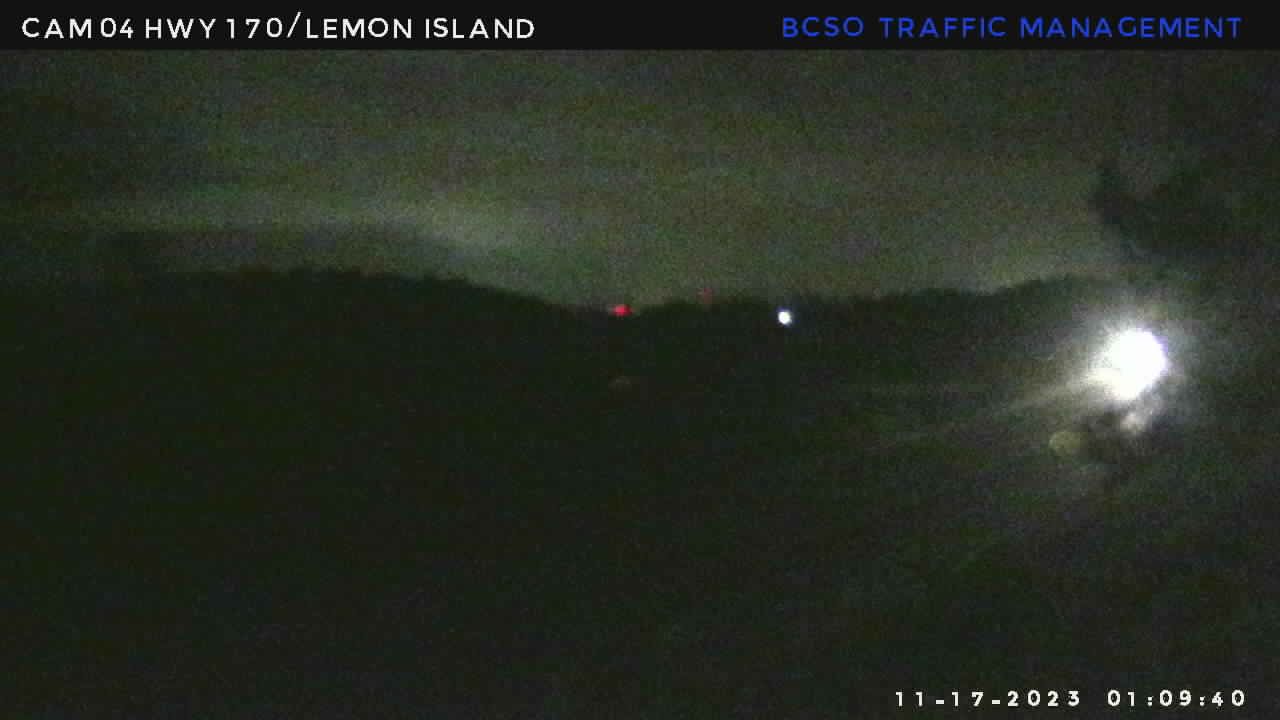 CAM04 HWY 170/LEMON ISLAND
BCSO TRAFFIC MANAGEMENT
11-17-2023 01:09:40